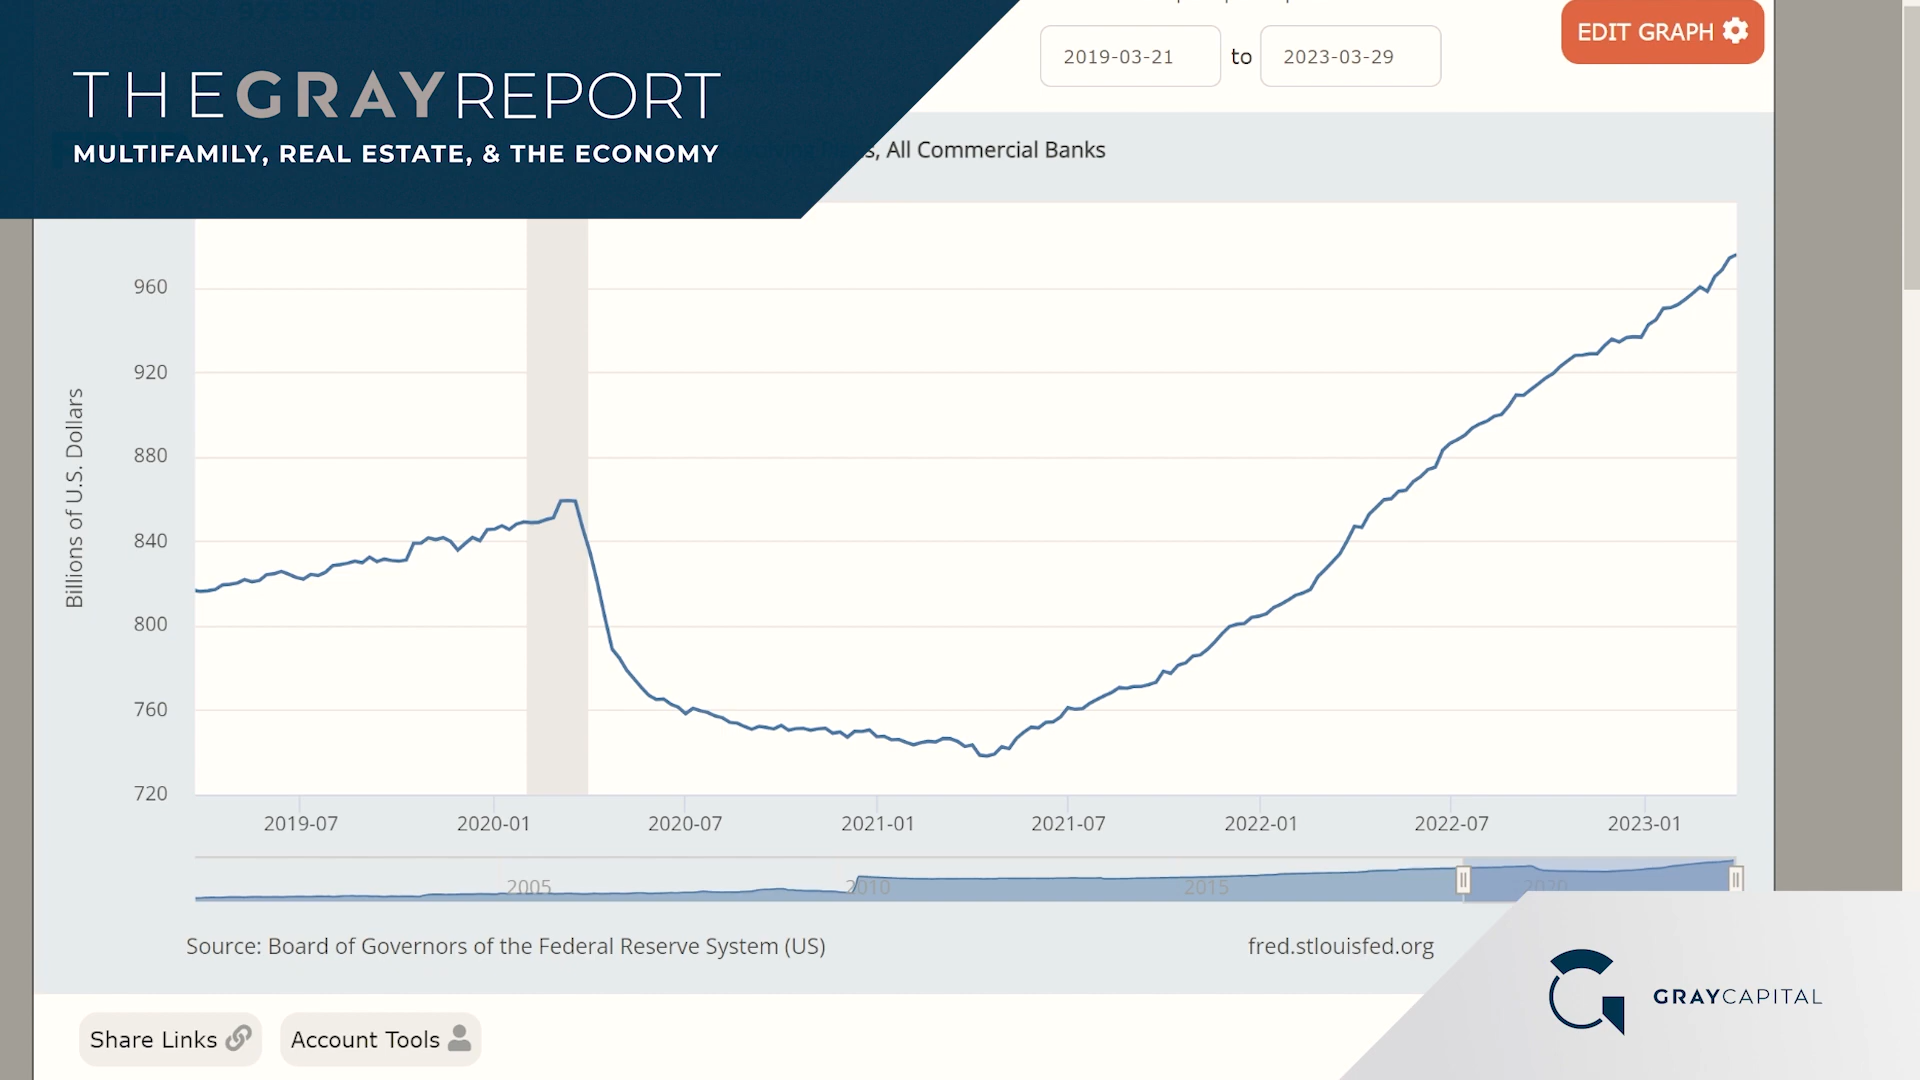 THEGRAYREPORT
MULTIFAMILY, REAL ESTATE, & THE ECONOMY
2019-03-21 to 2023-03-29
EDIT GRAPH
, All Commercial Banks
Billions of U.S. Dollars
960
920
880
840
800
760
720
2019-07 2020-01 2020-07 2021-01 2021-07 2022-01 2022-07 2023-01
2005 2010 2015 2020
Source: Board of Governors of the Federal Reserve System (US)
fred.stlouisfed.org
GRAYCAPITAL
Share Links
Account Tools